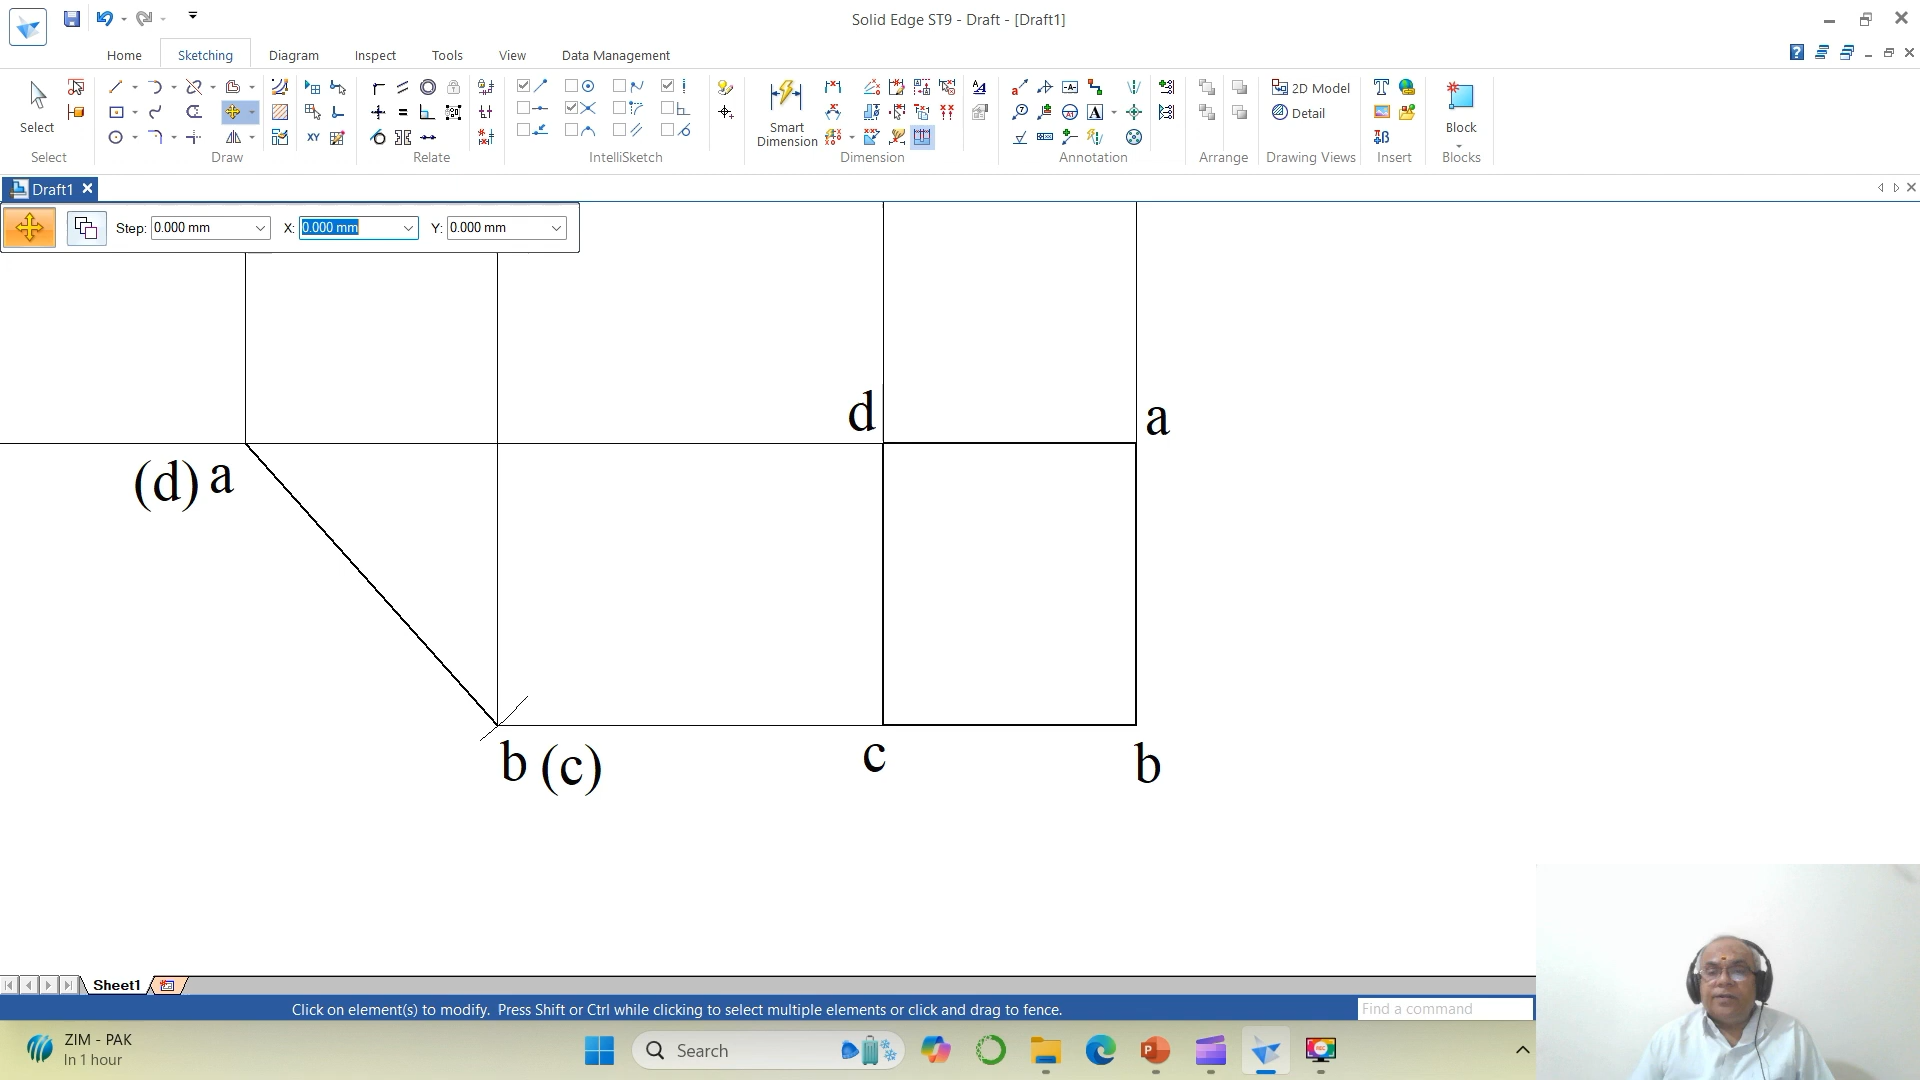 Solid Edge ST9 - Draft - [Draft1]
Home Sketching Diagram Inspect Tools View Data Management
Select
Smart
Dimension
2D Model
Detail
Block
Select Draw Relate IntelliSketch Dimension Annotation Arrange Drawing Views Insert Blocks
Draft1
Step: 0.000 mm X: 0.000 mm Y: 0.000 mm
d a
(d) a
b (c) c b
Sheet1
Click on element(s) to modify. Press Shift or Ctrl while clicking to select multiple elements or click and drag to fence.
Find a command
ZIM - PAK
In 1 hour
Search